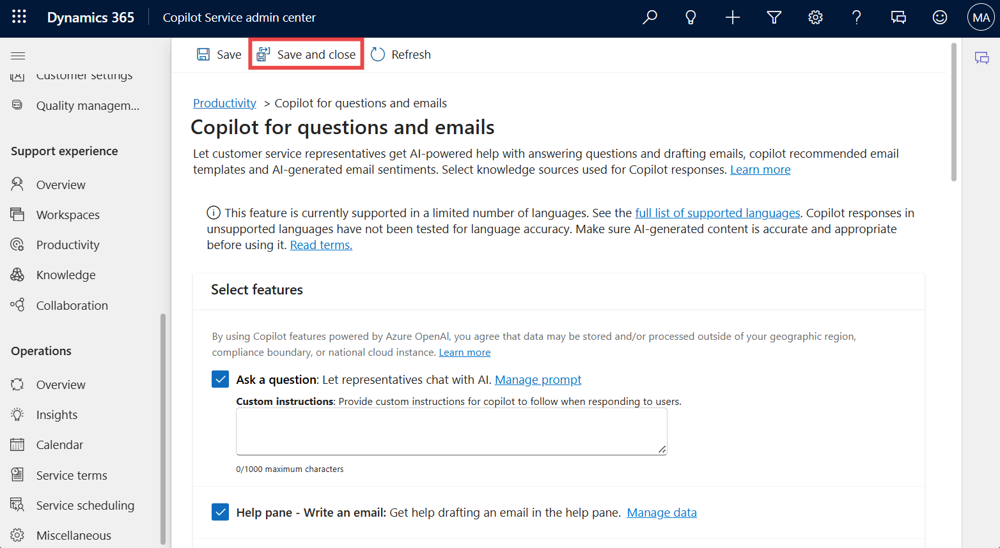 Dynamics 365
Copilot Service admin center
MA
Customer settings
Quality managem...
Support experience
Overview
Workspaces
Productivity
Knowledge
Collaboration
Operations
Overview
Insights
Calendar
Service terms
Service scheduling
Miscellaneous
Save
Save and close
Refresh
Productivity > Copilot for questions and emails
Copilot for questions and emails
Let customer service representatives get AI-powered help with answering questions and drafting emails, copilot recommended email
templates and AI-generated email sentiments. Select knowledge sources used for Copilot responses. Learn more
This feature is currently supported in a limited number of languages. See the full list of supported languages. Copilot responses in
unsupported languages have not been tested for language accuracy. Make sure AI-generated content is accurate and appropriate
before using it. Read terms.
Select features
By using Copilot features powered by Azure OpenAI, you agree that data may be stored and/or processed outside of your geographic region,
compliance boundary, or national cloud instance. Learn more
Ask a question: Let representatives chat with AI. Manage prompt
Custom instructions: Provide custom instructions for copilot to follow when responding to users.
0/1000 maximum characters
Help pane - Write an email: Get help drafting an email in the help pane. Manage data